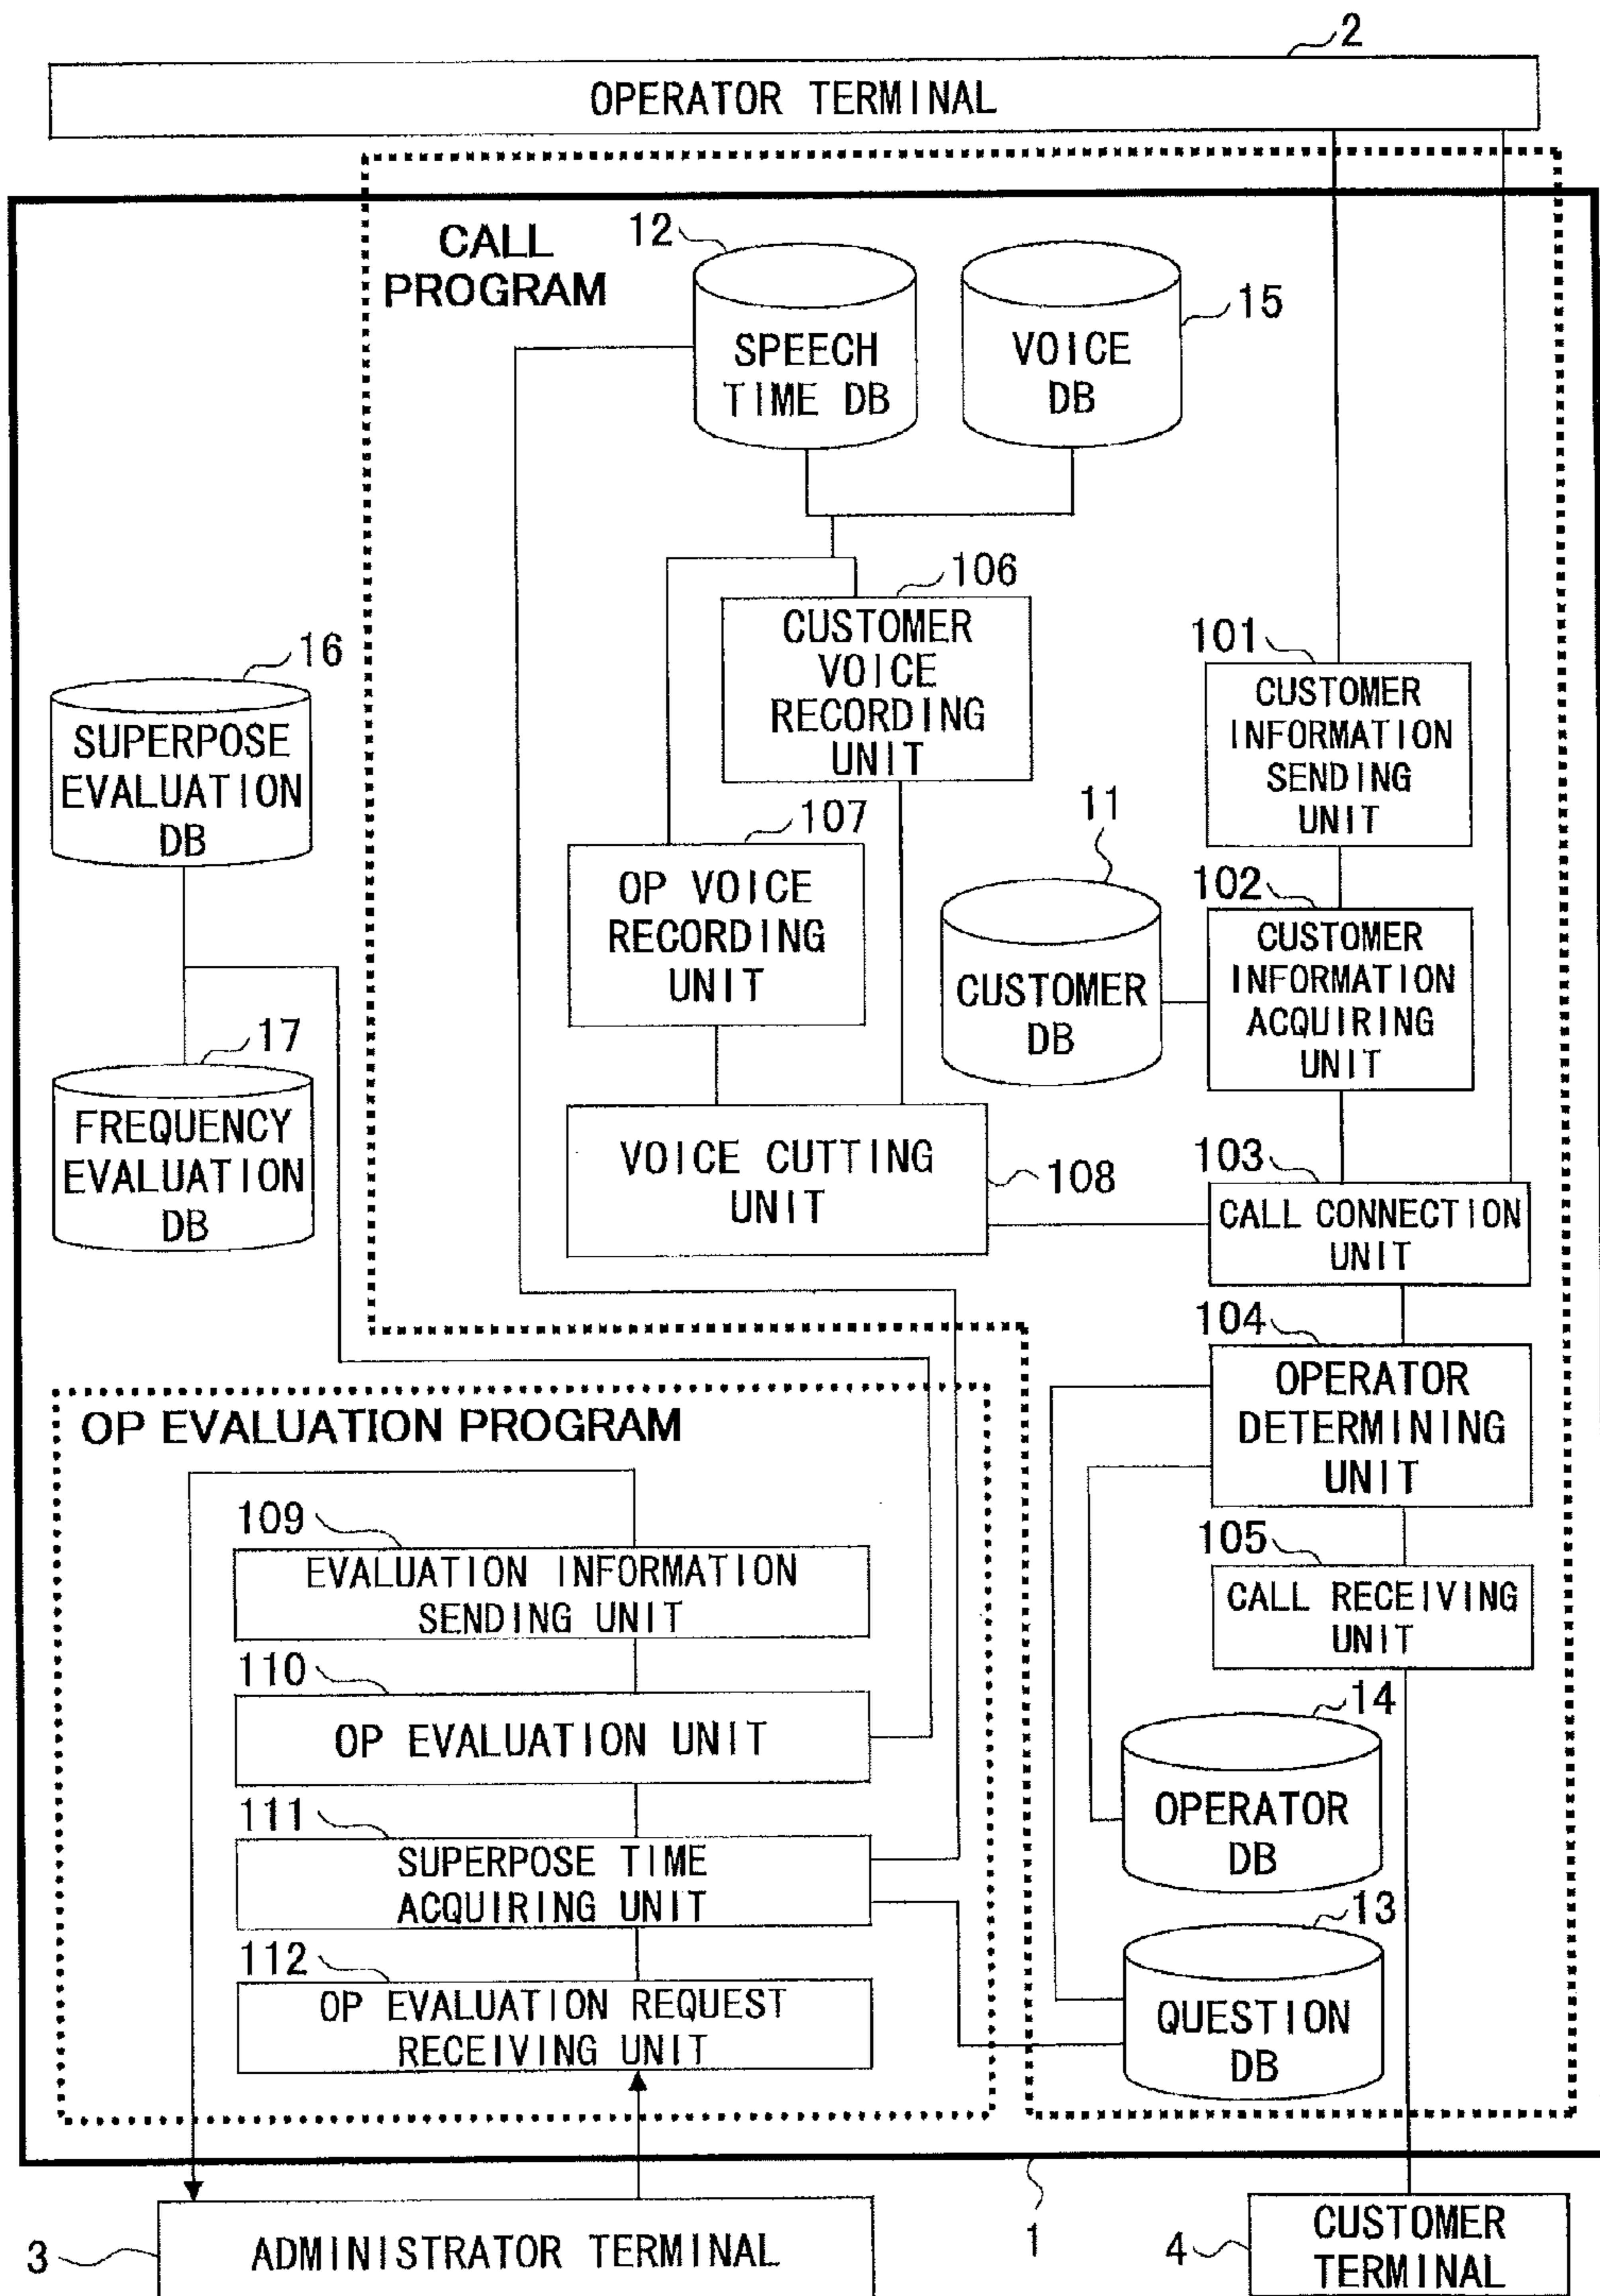 2
OPERATOR TERMINAL
CALL
PROGRAM
12
SPEECH
TIME DB
15
VOICE
DB
106
CUSTOMER
VOICE
RECORDING
UNIT
101
CUSTOMER
INFORMATION
SENDING
UNIT
16
SUPERPOSE
EVALUATION
DB
107
OP VOICE
RECORDING
UNIT
11
CUSTOMER
DB
102
CUSTOMER
INFORMATION
ACQUIRING
UNIT
17
FREQUENCY
EVALUATION
DB
VOICE CUTTING
UNIT
108
103
CALL CONNECTION
UNIT
104
OPERATOR
DETERMINING
UNIT
OP EVALUATION PROGRAM
109
EVALUATION INFORMATION
SENDING UNIT
105
CALL RECEIVING
UNIT
110
OP EVALUATION UNIT
14
OPERATOR
DB
111
SUPERPOSE TIME
ACQUIRING UNIT
13
QUESTION
DB
112
OP EVALUATION REQUEST
RECEIVING UNIT
1
3
ADMINISTRATOR TERMINAL
4
CUSTOMER
TERMINAL